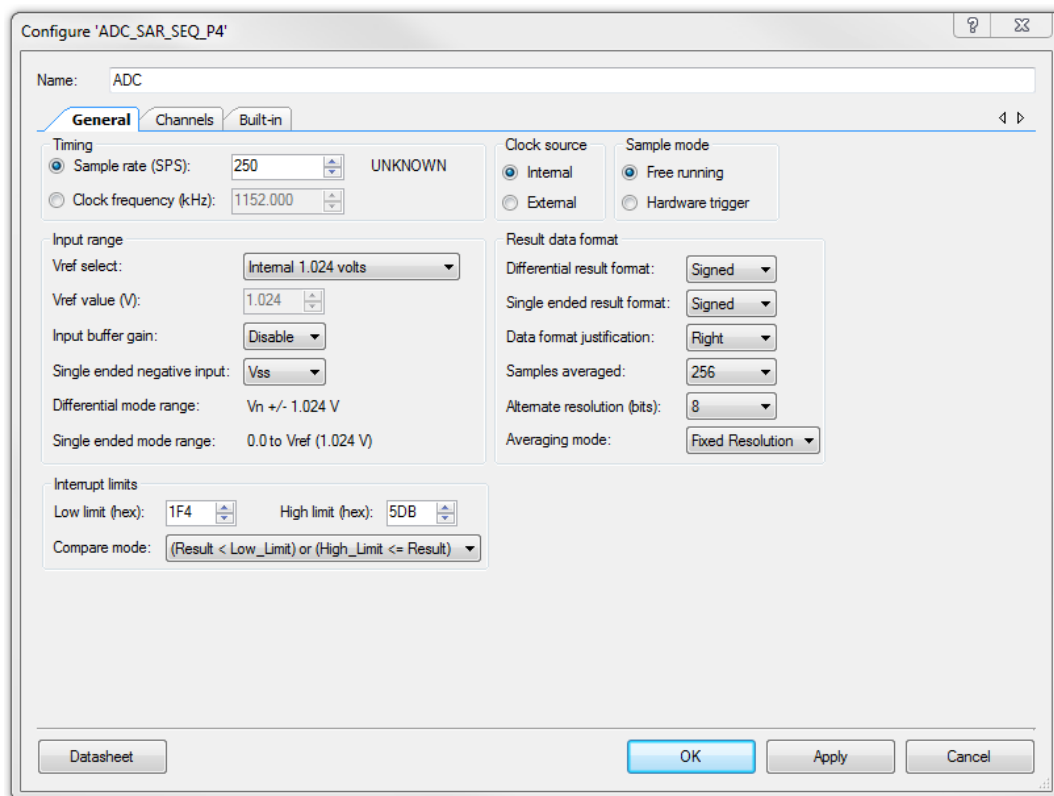 Configure 'ADC_SAR_SEQ_P4'
Name: ADC
General Channels Built-in
Timing
Sample rate (SPS): 250 UNKNOWN
Clock frequency (kHz): 1152.000
Clock source
Internal
External
Sample mode
Free running
Hardware trigger
Input range
Vref select: Internal 1.024 volts
Vref value (V): 1.024
Input buffer gain: Disable
Single ended negative input: Vss
Differential mode range: Vn +/- 1.024 V
Single ended mode range: 0.0 to Vref (1.024 V)
Result data format
Differential result format: Signed
Single ended result format: Signed
Data format justification: Right
Samples averaged: 256
Alternate resolution (bits): 8
Averaging mode: Fixed Resolution
Interrupt limits
Low limit (hex): 1F4 High limit (hex): 5DB
Compare mode: (Result < Low_Limit) or (High_Limit <= Result)
Datasheet OK Apply Cancel